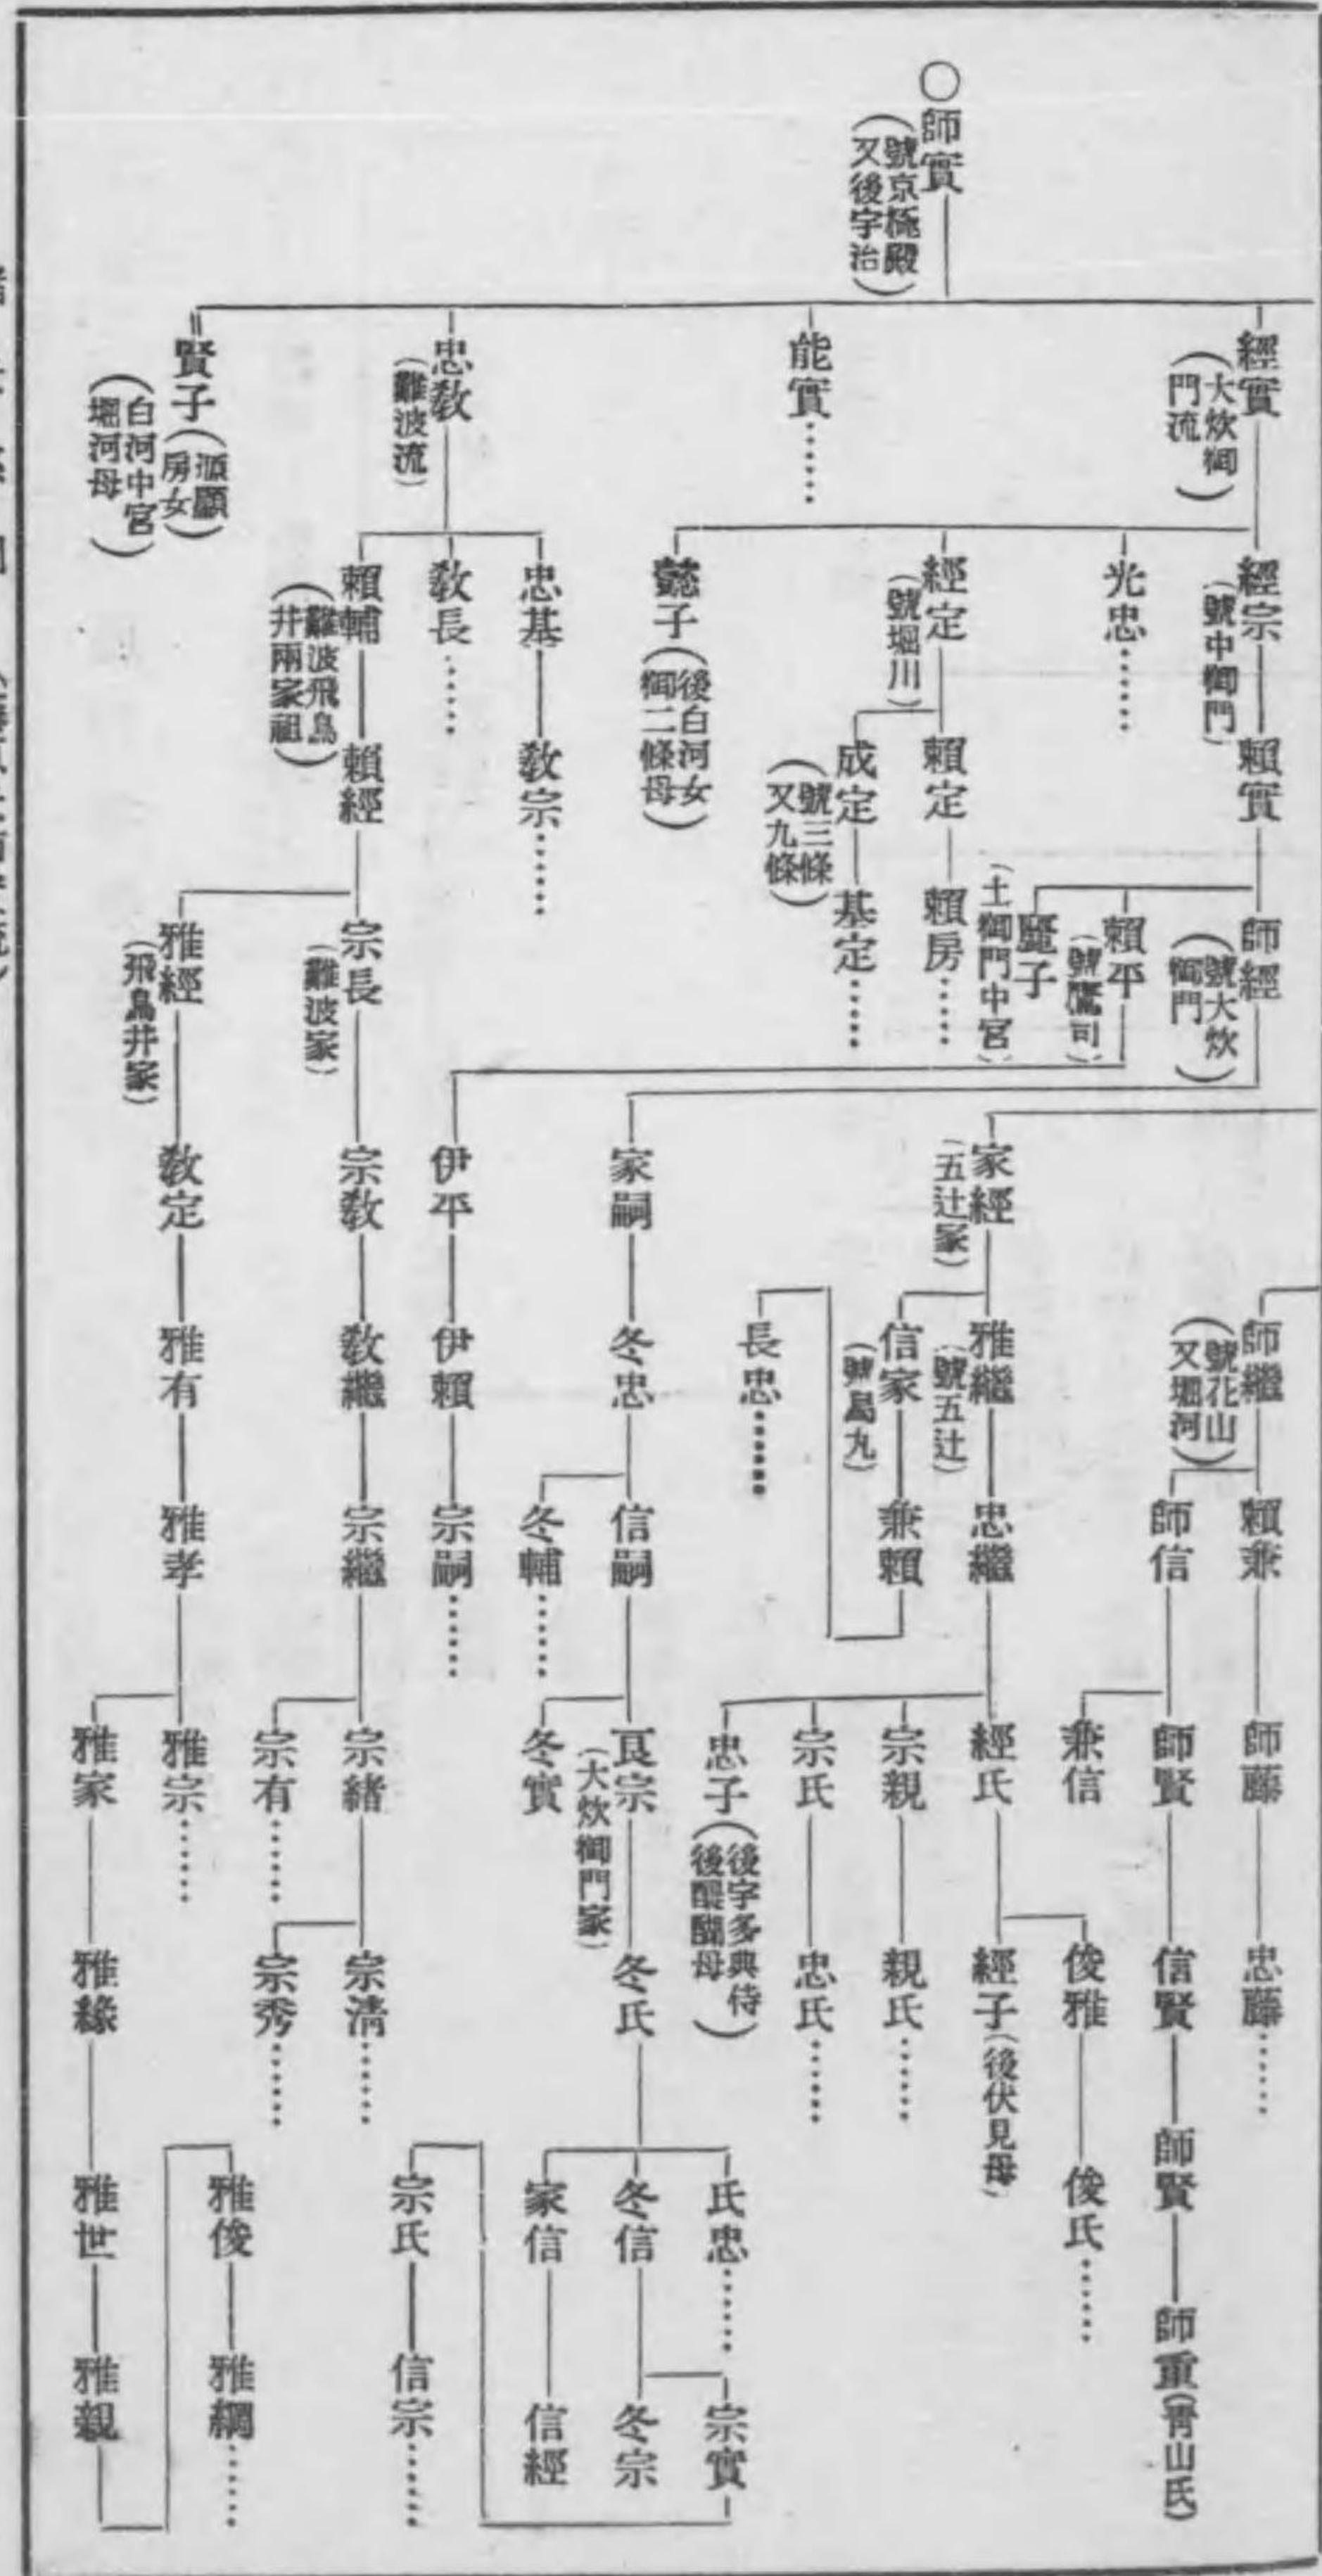 ○師實
(號京極殿
又後宇治)
經實
(大炊御
門流)
能實……
忠敎
(難波流)
賢子
(源顯
房女)
(白河中宮
堀河母)
經宗
(號中御門)
光忠……
經定
(號堀川)
懿子
(後白河女
御二條母)
忠基
敎長……
賴輔
(難波飛鳥
井兩家祖)
賴實
賴定
成定
(號三條
又九條)
敎宗……
賴經
師經
(號大炊
御門)
賴平
(號鷹司)
麗子
(土御門中宮)
賴房……
基定……
宗長
(難波家)
雅經
(飛鳥井家)
家經
(五辻家)
家嗣
伊平
宗敎
敎定
師繼
(號花山
又堀河)
雅繼
(號五辻)
信家
(號烏丸)
長忠……
冬忠
伊賴
敎繼
雅有
賴兼
師信
忠繼
兼賴
信嗣
冬輔……
宗嗣……
宗繼
雅孝
師藤
師賢
兼信
經氏
宗親
宗氏
忠子
(後宇多典侍
後醍醐母)
良宗
(大炊御門家)
冬實
宗緒
宗有……
雅宗……
雅家
忠藤……
信賢
俊雅
經子(後伏見母)
親氏……
忠氏……
冬氏
宗淸……
宗秀……
雅緣
師賢
俊氏……
氏忠……
冬信
家信
宗氏
雅俊
雅世
師重(靑山氏)
宗實
冬宗
信經
信宗……
雅綱……
雅親